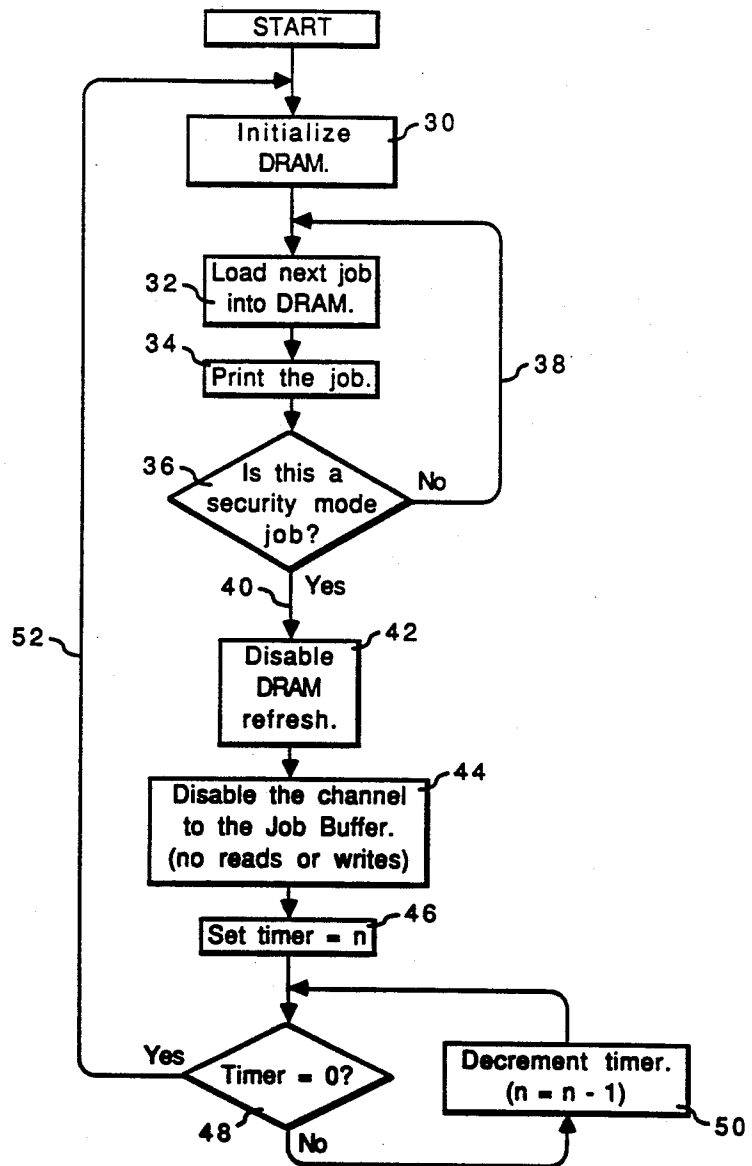 START
Initialize
DRAM.
30
Load next job
into DRAM.
32
34
Print the job.
38
36
Is this a
security mode
job?
No
40
Yes
52
42
Disable
DRAM
refresh.
44
Disable the channel
to the Job Buffer.
(no reads or writes)
46
Set timer = n
Yes
Timer = 0?
48
No
Decrement timer.
(n = n - 1)
50